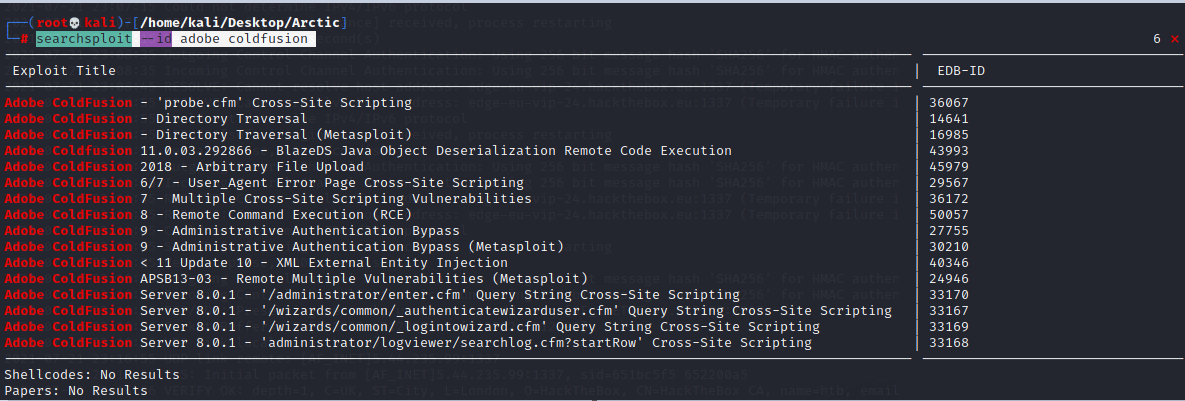 (root💀kali)-[/home/kali/Desktop/Arctic]
# searchsploit --id adobe coldfusion 6 ✕
Exploit Title | EDB-ID
Adobe ColdFusion - 'probe.cfm' Cross-Site Scripting | 36067
Adobe ColdFusion - Directory Traversal | 14641
Adobe ColdFusion - Directory Traversal (Metasploit) | 16985
Adobe ColdFusion 11.0.03.292866 - BlazeDS Java Object Deserialization Remote Code Execution | 43993
Adobe ColdFusion 2018 - Arbitrary File Upload | 45979
Adobe ColdFusion 6/7 - User_Agent Error Page Cross-Site Scripting | 29567
Adobe ColdFusion 7 - Multiple Cross-Site Scripting Vulnerabilities | 36172
Adobe ColdFusion 8 - Remote Command Execution (RCE) | 50057
Adobe ColdFusion 9 - Administrative Authentication Bypass | 27755
Adobe ColdFusion 9 - Administrative Authentication Bypass (Metasploit) | 30210
Adobe ColdFusion < 11 Update 10 - XML External Entity Injection | 40346
Adobe ColdFusion APSB13-03 - Remote Multiple Vulnerabilities (Metasploit) | 24946
Adobe ColdFusion Server 8.0.1 - '/administrator/enter.cfm' Query String Cross-Site Scripting | 33170
Adobe ColdFusion Server 8.0.1 - '/wizards/common/_authenticatewizarduser.cfm' Query String Cross-Site Scripting | 33167
Adobe ColdFusion Server 8.0.1 - '/wizards/common/_logintowizard.cfm' Query String Cross-Site Scripting | 33169
Adobe ColdFusion Server 8.0.1 - 'administrator/logviewer/searchlog.cfm?startRow' Cross-Site Scripting | 33168
Shellcodes: No Results
Papers: No Results